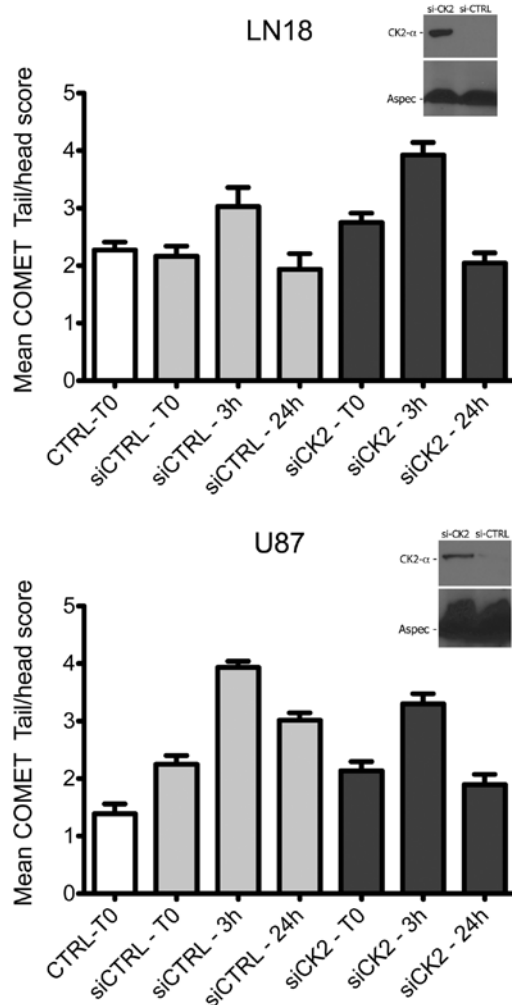 LN18
si-CK2 si-CTRL
CK2-α -
Aspec -
Mean COMET Tail/head score
5
4
3
2
1
0
CTRL-T0
siCTRL - T0
siCTRL - 3h
siCTRL - 24h
siCK2 - T0
siCK2 - 3h
siCK2 - 24h
U87
si-CK2 si-CTRL
CK2-α -
Aspec -
Mean COMET Tail/head score
5
4
3
2
1
0
CTRL-T0
siCTRL - T0
siCTRL - 3h
siCTRL - 24h
siCK2 - T0
siCK2 - 3h
siCK2 - 24h